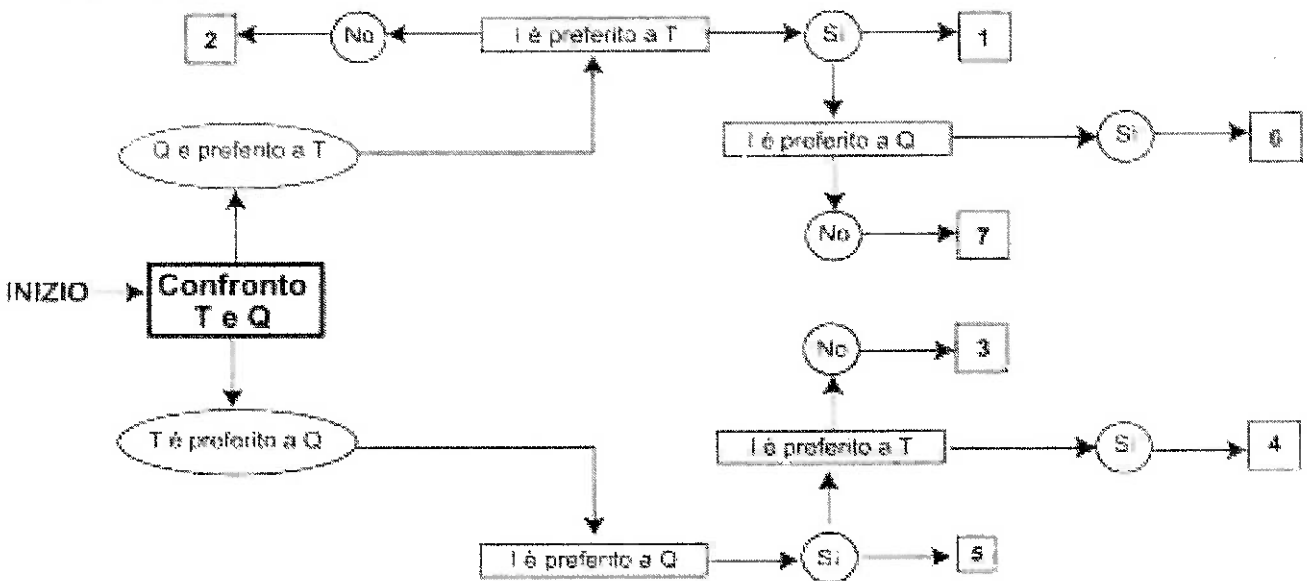 2
No
I è preferito a T
Sì
1
Q è preferito a T
I è preferito a Q
Sì
6
No
7
INIZIO
Confronto
T e Q
No
3
T è preferito a Q
I è preferito a T
Sì
4
I è preferito a Q
Sì
5